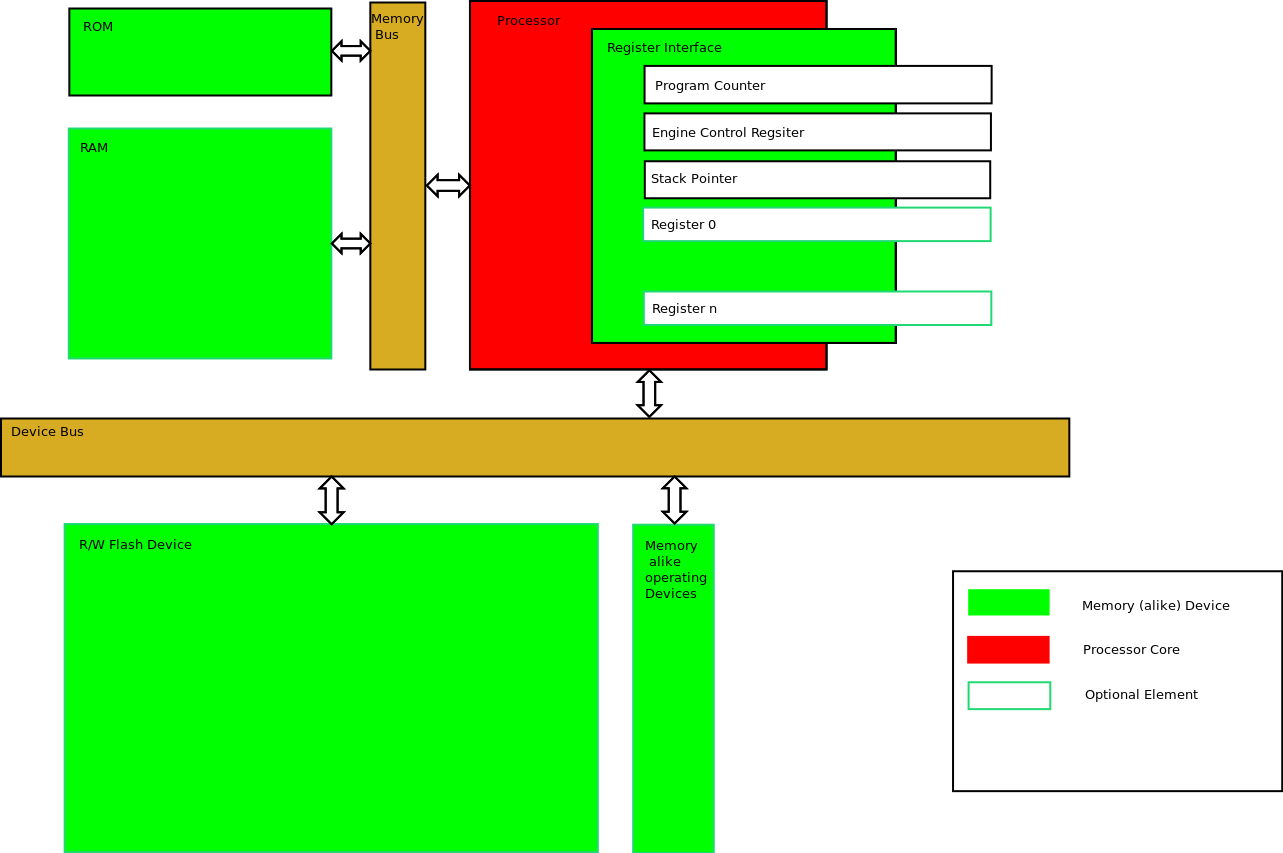 ROM
Memory
Bus
Processor
Register Interface
Program Counter
Engine Control Regsiter
Stack Pointer
Register 0
Register n
RAM
Device Bus
R/W Flash Device
Memory
alike
operating
Devices
Memory (alike) Device
Processor Core
Optional Element